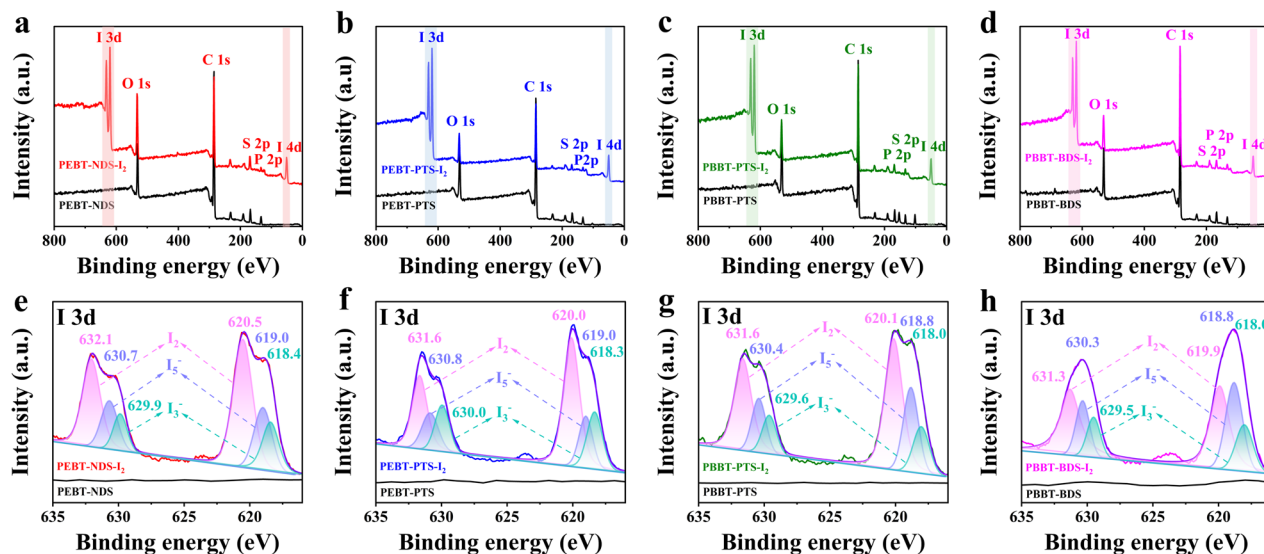 a
I 3d
O 1s
C 1s
S 2p
P 2p
I 4d
PEBT-NDS-I₂
PEBT-NDS
Intensity (a.u.)
800 600 400 200 0
Binding energy (eV)
b
I 3d
O 1s
C 1s
S 2p
P2p
I 4d
PEBT-PTS-I₂
PEBT-PTS
Intensity (a.u.)
800 600 400 200 0
Binding energy (eV)
c
I 3d
O 1s
C 1s
S 2p
P 2p
I 4d
PEBT-PTS-I₂
PBBT-PTS
Intensity (a.u.)
800 600 400 200 0
Binding energy (eV)
d
I 3d
O 1s
C 1s
P 2p
S 2p
I 4d
PBBT-BDS-I₂
PBBT-BDS
Intensity (a.u.)
800 600 400 200
Binding energy (eV)
e
I 3d
632.1
630.7
629.9
620.5
619.0
618.4
I₂
I₅⁻
I₃⁻
PEBT-NDS-I₂
PEBT-NDS
Intensity (a.u.)
635 630 625 620
Binding energy (eV)
f
I 3d
631.6
630.8
630.0
620.0
619.0
618.3
I₂
I₅⁻
I₃⁻
PEBT-PTS-I₂
PEBT-PTS
Intensity (a.u.)
635 630 625 620
Binding energy (eV)
g
I 3d
631.6
630.4
629.6
620.1
618.8
618.0
I₂
I₅⁻
I₃⁻
PBBT-PTS-I₂
PBBT-PTS
Intensity (a.u.)
635 630 625 620
Binding energy (eV)
h
I 3d
631.3
630.3
629.5
619.9
618.8
618.0
I₂
I₅⁻
I₃⁻
PBBT-BDS-I₂
PBBT-BDS
Intensity (a.u.)
635 630 625 620
Binding energy (eV)